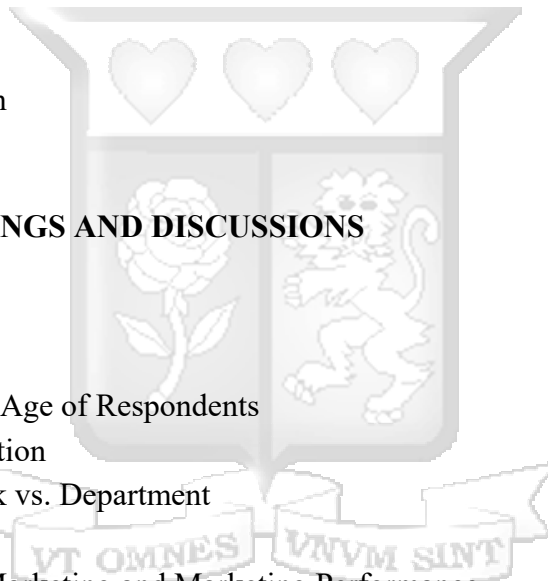 n
NGS AND DISCUSSIONS
Age of Respondents
tion
k vs. Department
VT OMNES VNVM SINT
Marketing and Marketing Performance